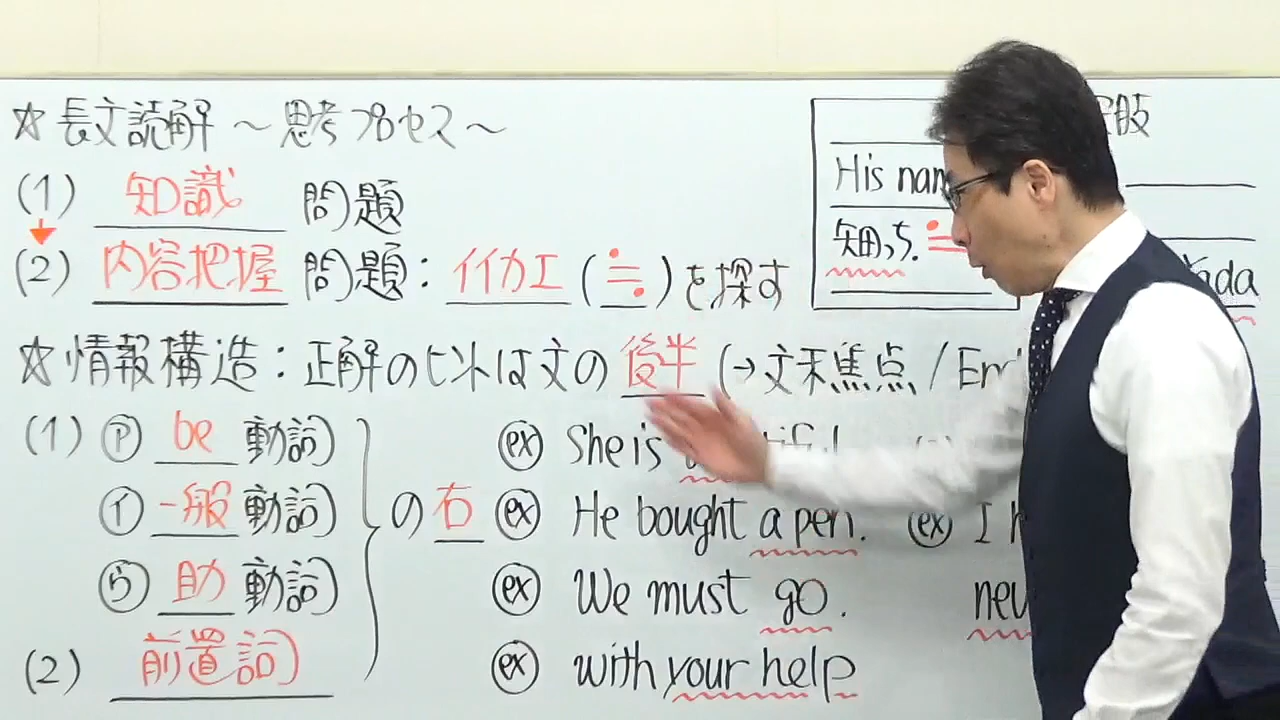 ☆長文読解 ～思考プロセス～
(1) 知識 問題
(2) 内容把握 問題: イイカエ (≒) を探す
His nam
知っち. ≒
肢
ada
☆情報構造: 正解のヒントは文の後半 (→文末焦点 / En
(1) ㋐ be 動詞
㋑ 一般動詞
㋒ 助動詞
の右
(2) 前置詞
ex She is
ex He bought a pen.
ex We must go.
ex with your help
ex I
neu